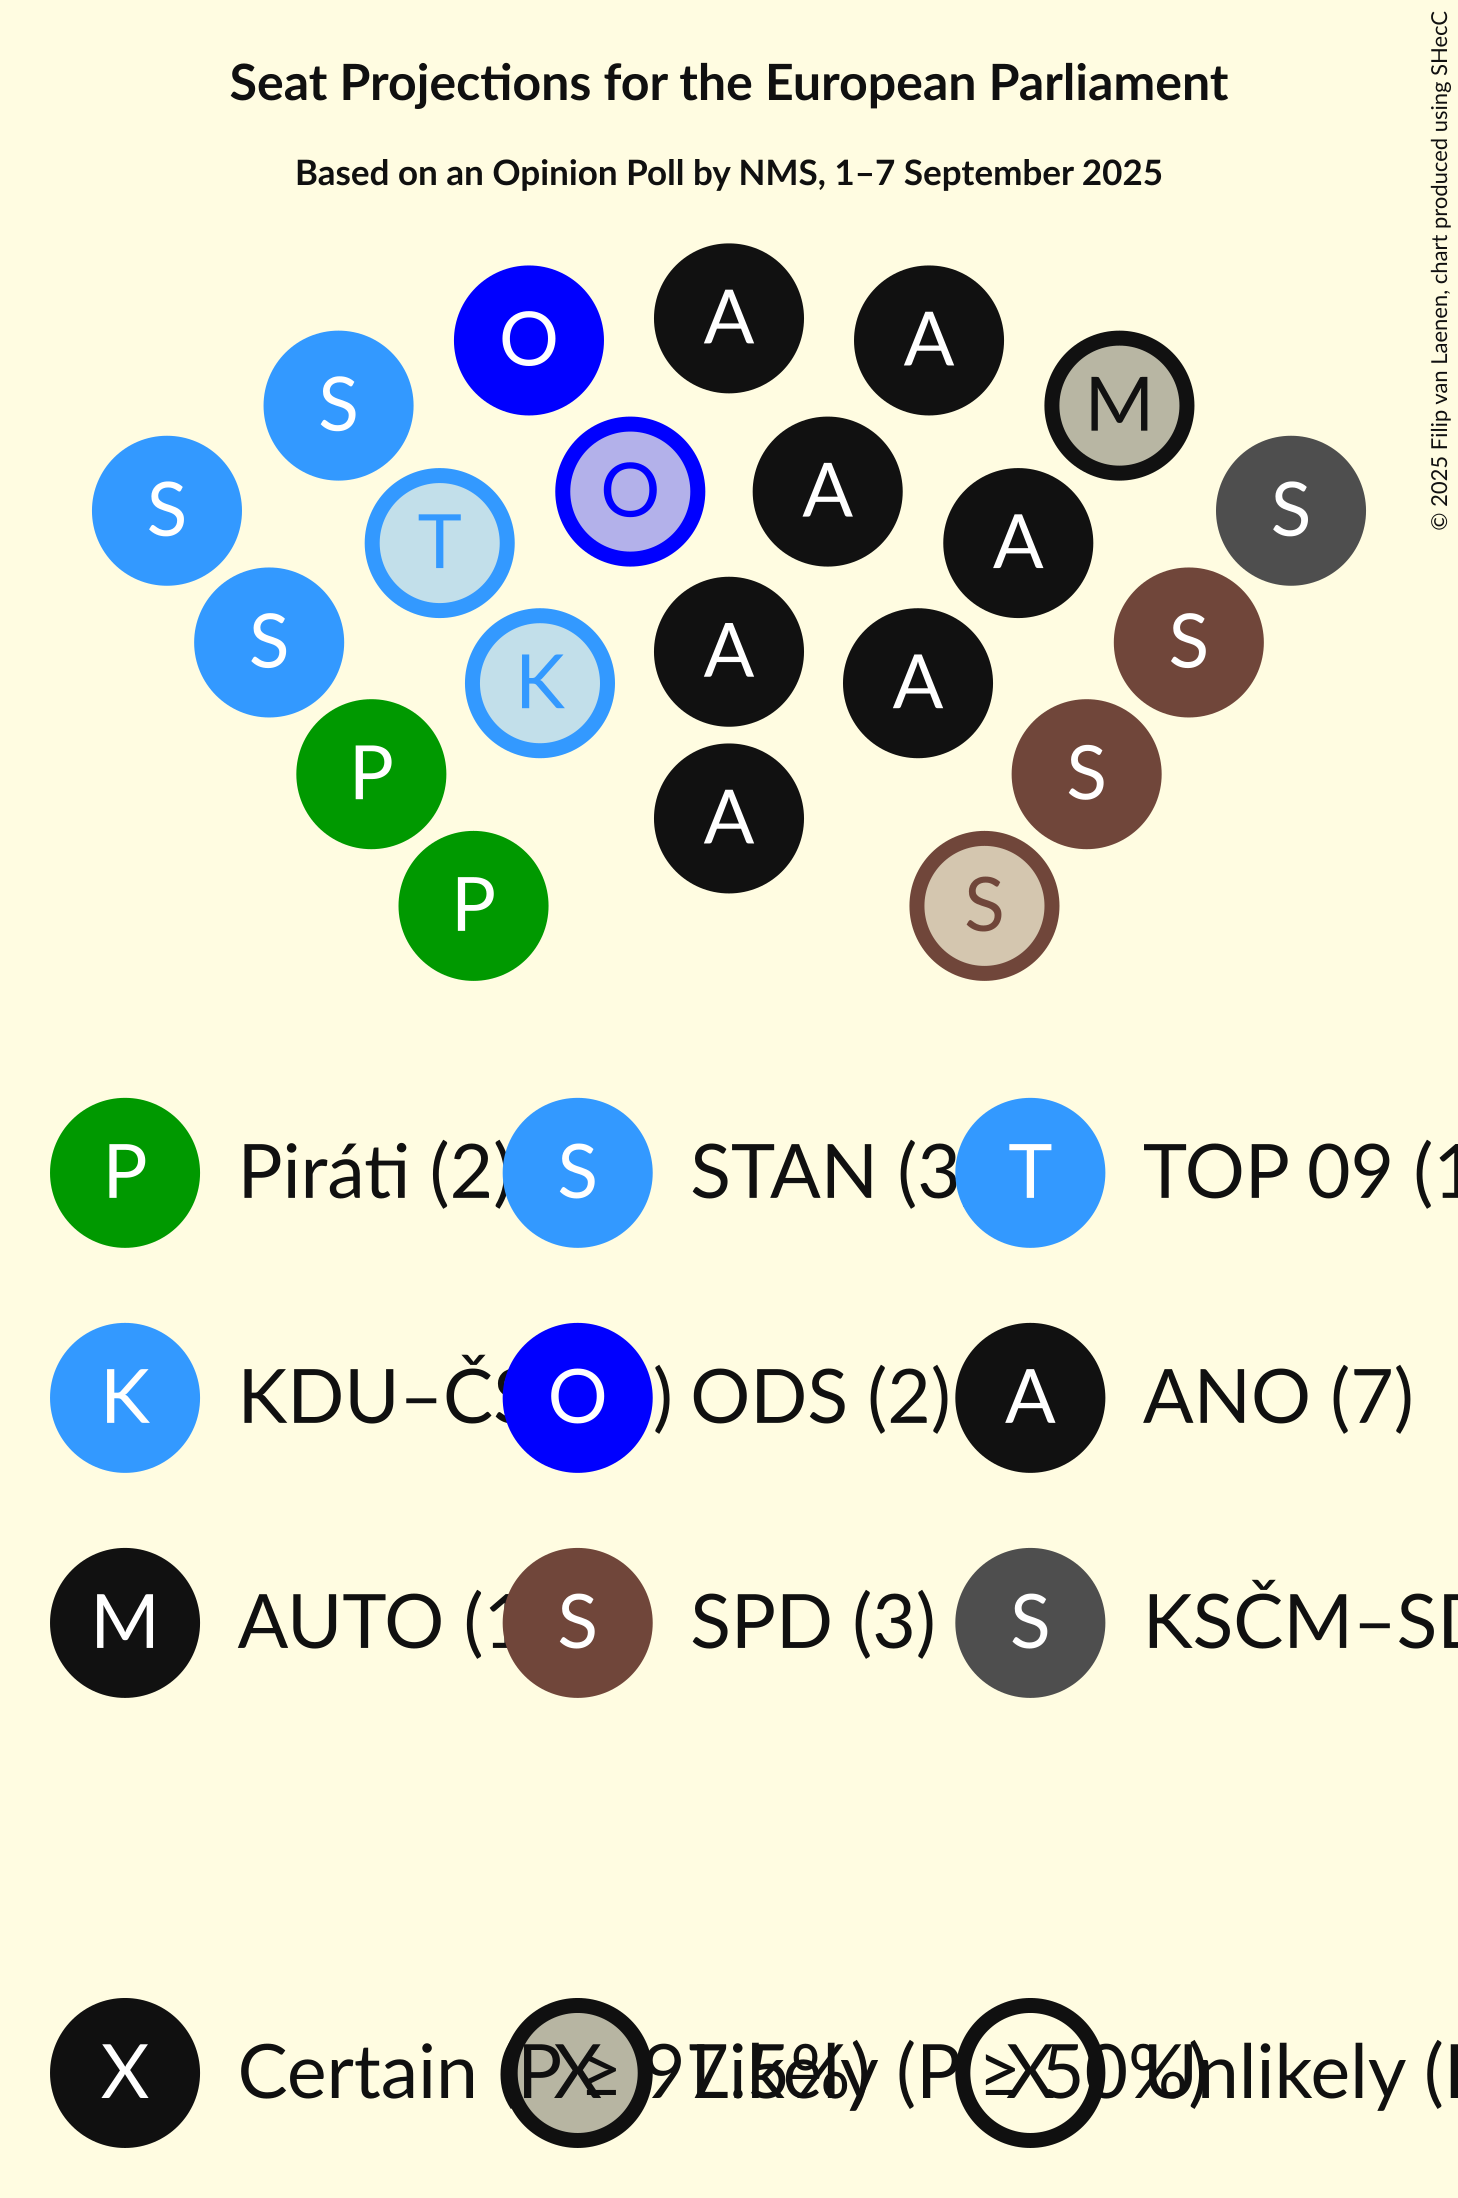 Seat Projections for the European Parliament
Based on an Opinion Poll by NMS, 1–7 September 2025
© 2025 Filip van Laenen, chart produced using SHecC
O A A
S M
S O A S
T A
S K A A S
P A S
P S
P Piráti (2) S STAN (3 T TOP 09 (1
K KDU–ČS ) O ODS (2) A ANO (7)
M AUTO (1 S SPD (3) S KSČM–SD
X Certain (P ≥ 97.5%) X Likely (P ≥ 50%) X Unlikely (